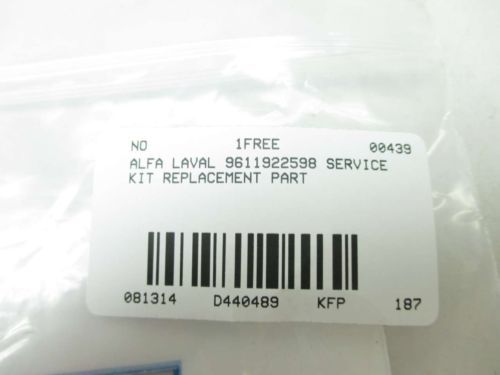 NO 1FREE 00439
ALFA LAVAL 9611922598 SERVICE
KIT REPLACEMENT PART
081314 D440489 KFP 187